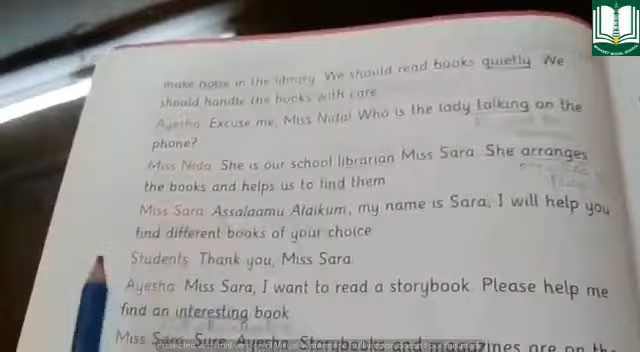 make noise in the library. We should read books quietly. We
should handle the books with care.
Ayesha: Excuse me, Miss Nida! Who is the lady talking on the
phone?
Miss Nida: She is our school librarian Miss Sara. She arranges
the books and helps us to find them.
Miss Sara: Assalaamu Alaikum, my name is Sara, I will help you
find different books of your choice.
Students: Thank you, Miss Sara.
Ayesha: Miss Sara, I want to read a storybook. Please help me
find an interesting book.
Miss Sara: Sure, Ayesha. Storybooks and magazines are on the